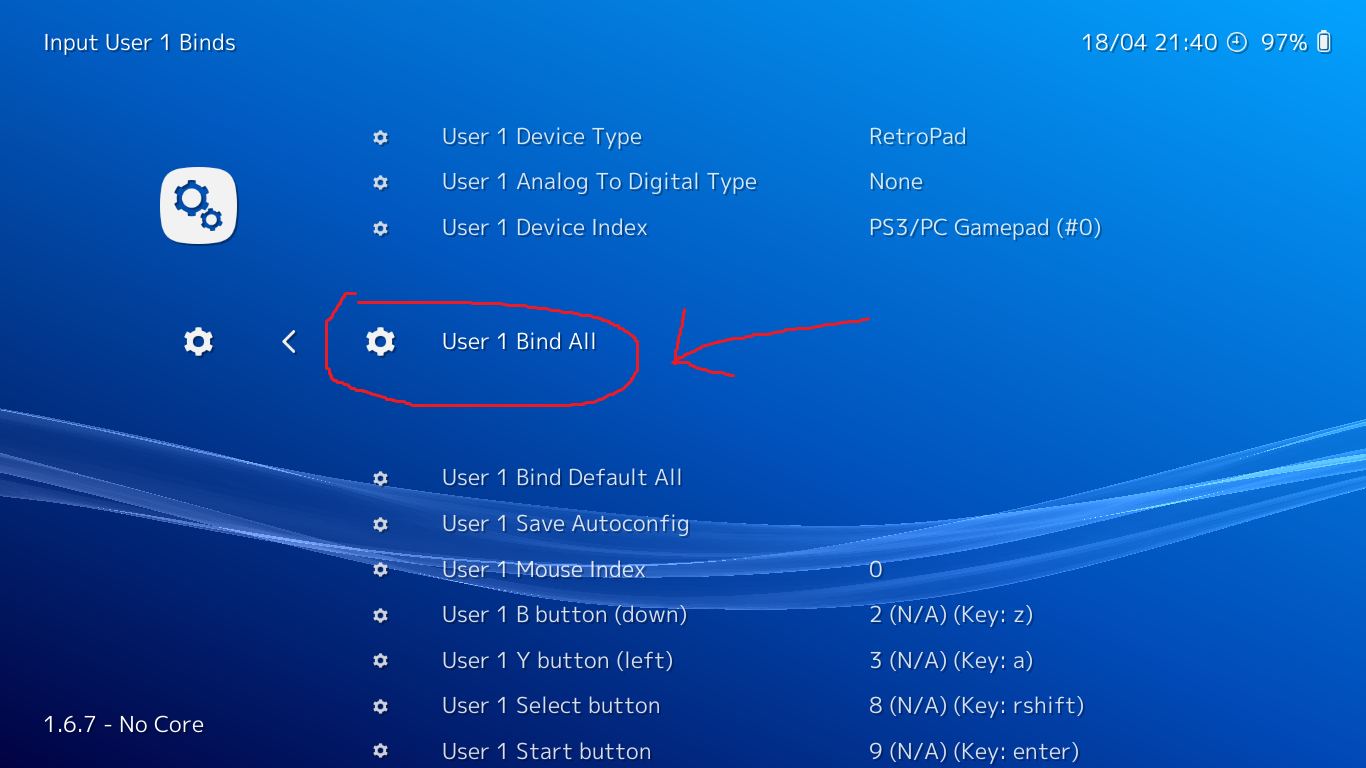 Input User 1 Binds
18/04 21:40 97%
User 1 Device Type RetroPad
User 1 Analog To Digital Type None
User 1 Device Index PS3/PC Gamepad (#0)
User 1 Bind All
User 1 Bind Default All
User 1 Save Autoconfig
User 1 Mouse Index 0
User 1 B button (down) 2 (N/A) (Key: z)
User 1 Y button (left) 3 (N/A) (Key: a)
User 1 Select button 8 (N/A) (Key: rshift)
1.6.7 - No Core
User 1 Start button 9 (N/A) (Key: enter)